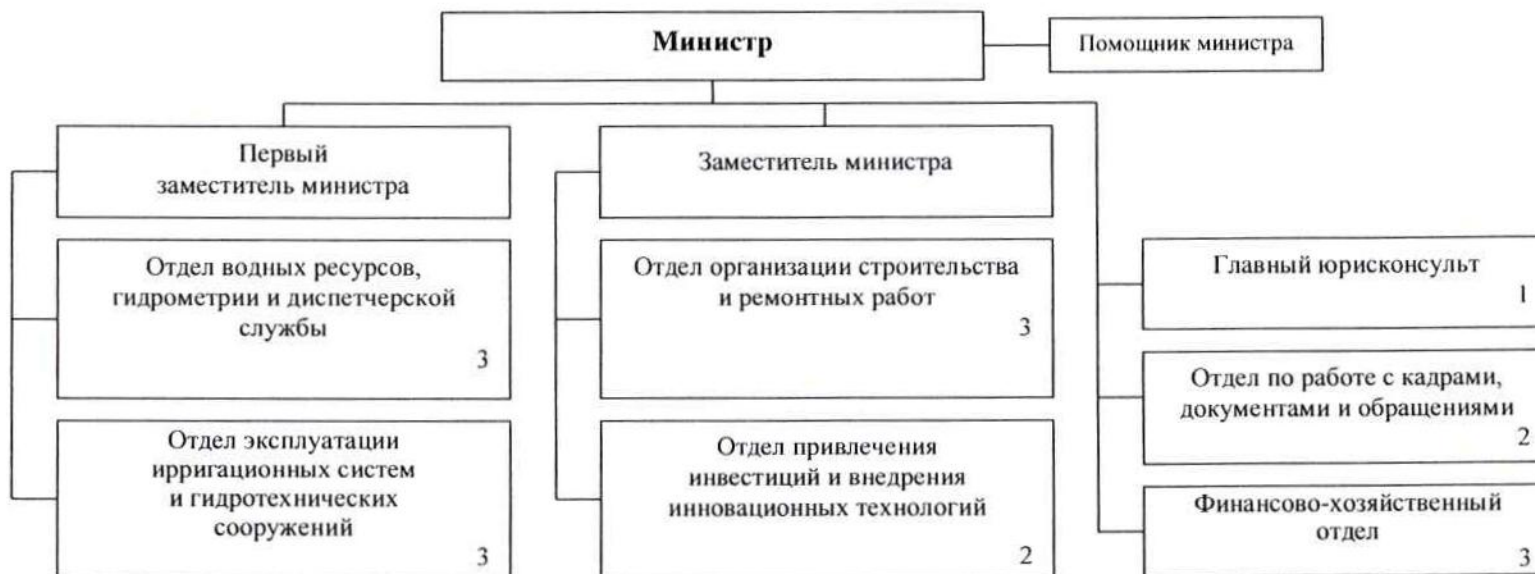 Министр
Помощник министра
Первый
заместитель министра
Заместитель министра
Отдел водных ресурсов,
гидрометрии и диспетчерской
службы
3
Отдел организации строительства
и ремонтных работ
3
Главный юрисконсульт
1
Отдел по работе с кадрами,
документами и обращениями
2
Отдел эксплуатации
ирригационных систем
и гидротехнических
сооружений
3
Отдел привлечения
инвестиций и внедрения
инновационных технологий
2
Финансово-хозяйственный
отдел
3